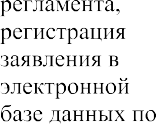 регламента,
регистрация
заявления в
электронной
базе данных по